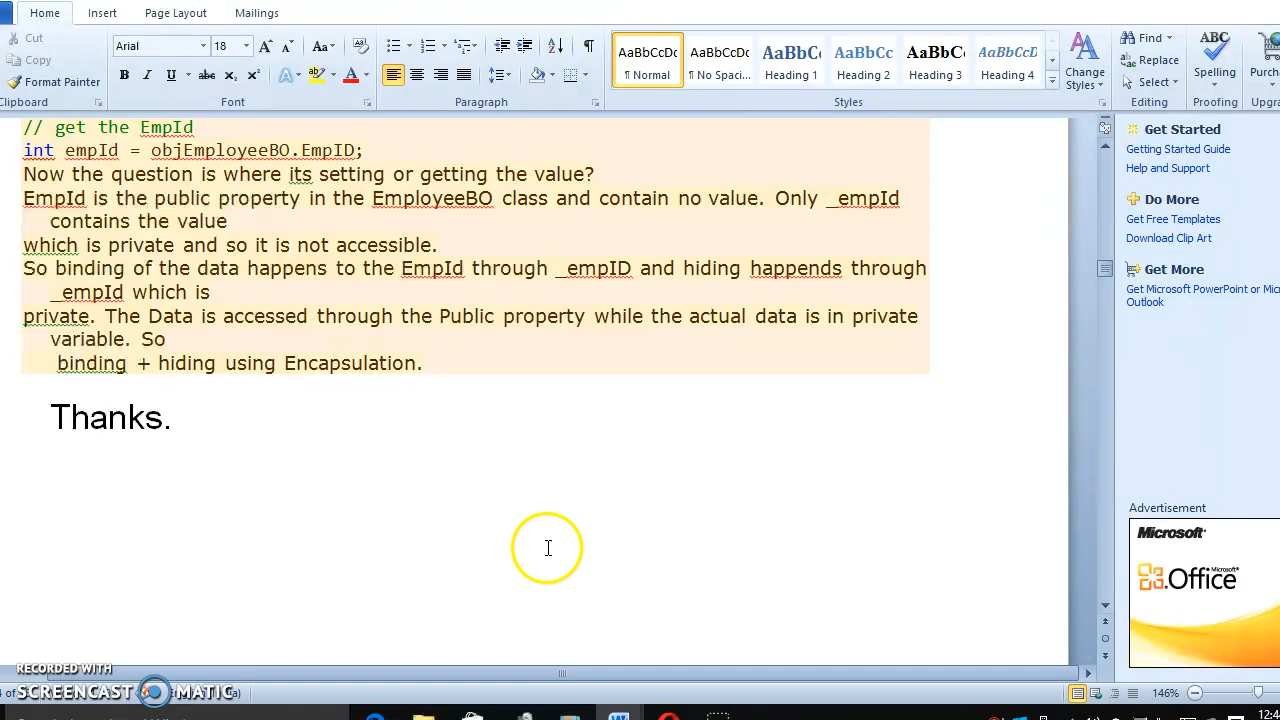 Home Insert Page Layout Mailings
Cut
Copy
Format Painter
Clipboard
Arial 18
Font
Paragraph
AaBbCcDc AaBbCcDc AaBbC AaBbCc AaBbCc AaBbCcD
¶ Normal ¶ No Spaci... Heading 1 Heading 2 Heading 3 Heading 4
Styles
Change
Styles
Find
Replace
Select
Editing
ABC
Spelling
Proofing
// get the EmpId
int empId = objEmployeeBO.EmpID;
Now the question is where its setting or getting the value?
EmpId is the public property in the EmployeeBO class and contain no value. Only _empId
contains the value
which is private and so it is not accessible.
So binding of the data happens to the EmpId through _empID and hiding happends through
_empId which is
private. The Data is accessed through the Public property while the actual data is in private
variable. So
binding + hiding using Encapsulation.
Thanks.
Get Started
Getting Started Guide
Help and Support
Do More
Get Free Templates
Download Clip Art
Get More
Get Microsoft PowerPoint or
Outlook
Advertisement
Microsoft
Office
RECORDED WITH
SCREENCAST MATIC
146%